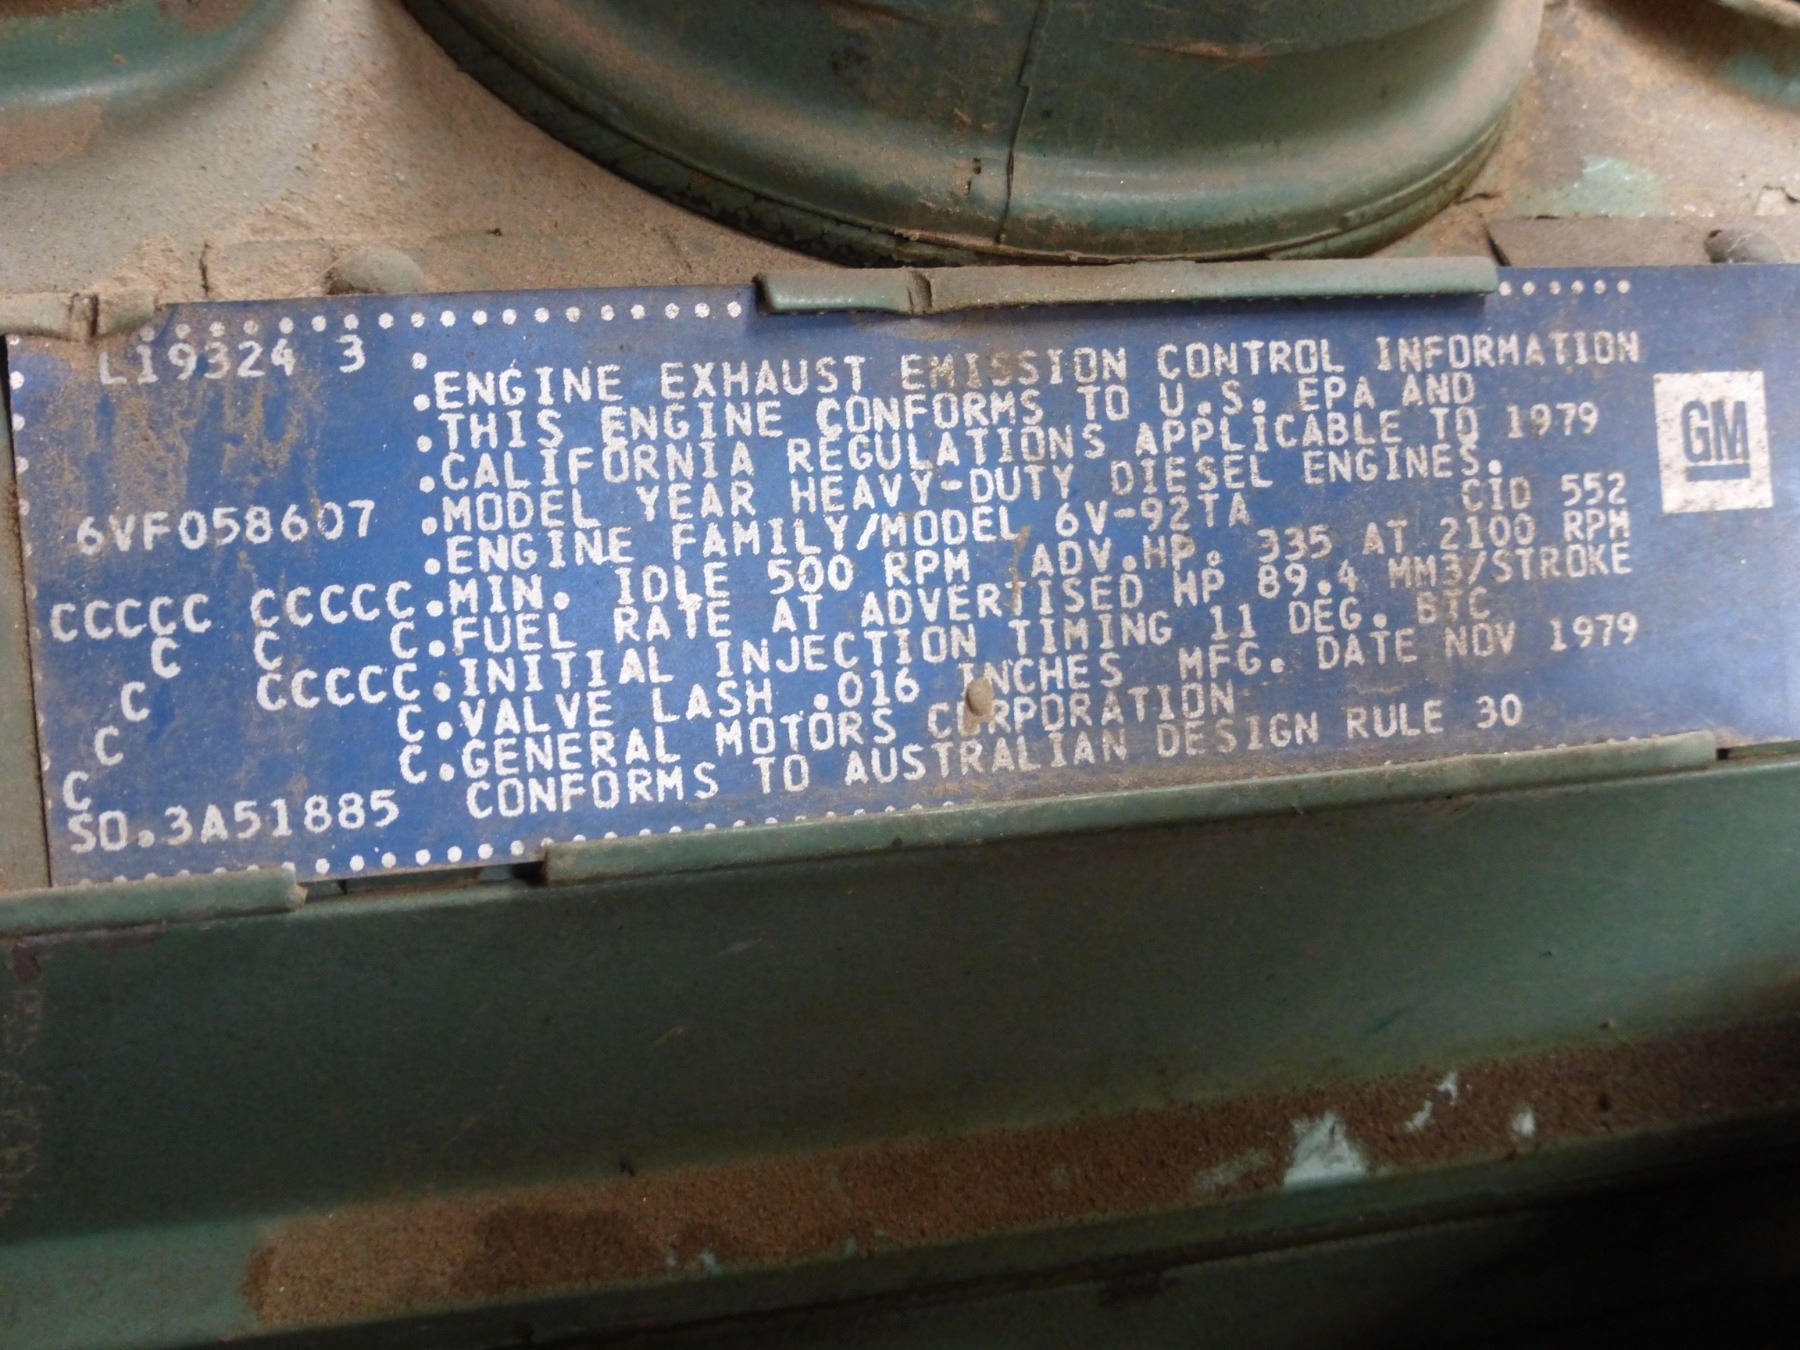 L19324 3
.ENGINE EXHAUST EMISSION CONTROL INFORMATION
.THIS ENGINE CONFORMS TO U.S. EPA AND
.CALIFORNIA REGULATIONS APPLICABLE TO 1979
.MODEL YEAR HEAVY-DUTY DIESEL ENGINES.
6VF058607
.ENGINE FAMILY/MODEL 6V-92TA CID 552
.MIN. IDLE 500 RPM ADV.HP. 335 AT 2100 RPM
.FUEL RATE AT ADVERTISED HP 89.4 MM3/STROKE
.INITIAL INJECTION TIMING 11 DEG. BTC
.VALVE LASH .016 INCHES MFG. DATE NOV 1979
.GENERAL MOTORS CORPORATION
CONFORMS TO AUSTRALIAN DESIGN RULE 30
CCCCC CCCCC
C C C
C CCCCC
C C
C C
SO.3A51885
GM